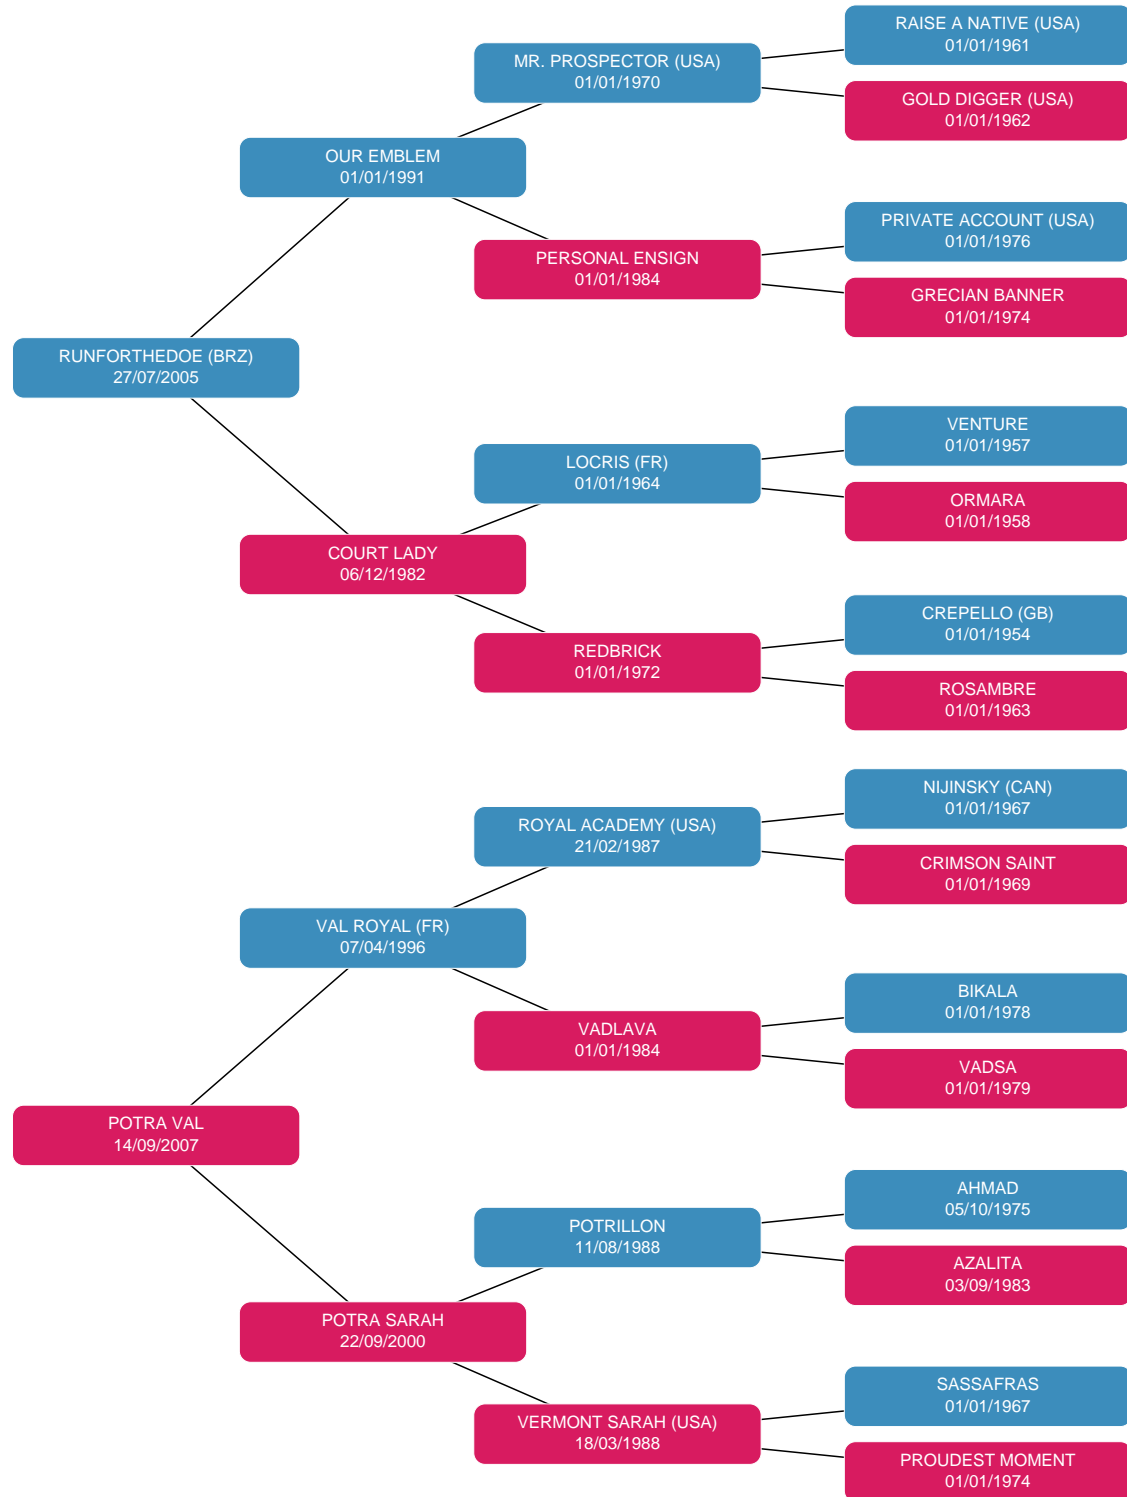 RAISE A NATIVE (USA)
01/01/1961
MR. PROSPECTOR (USA)
01/01/1970
GOLD DIGGER (USA)
01/01/1962
OUR EMBLEM
01/01/1991
PRIVATE ACCOUNT (USA)
01/01/1976
PERSONAL ENSIGN
01/01/1984
GRECIAN BANNER
01/01/1974
RUNFORTHEDOE (BRZ)
27/07/2005
VENTURE
01/01/1957
LOCRIS (FR)
01/01/1964
ORMARA
01/01/1958
COURT LADY
06/12/1982
CREPELLO (GB)
01/01/1954
REDBRICK
01/01/1972
ROSAMBRE
01/01/1963
NIJINSKY (CAN)
01/01/1967
ROYAL ACADEMY (USA)
21/02/1987
CRIMSON SAINT
01/01/1969
VAL ROYAL (FR)
07/04/1996
BIKALA
01/01/1978
VADLAVA
01/01/1984
VADSA
01/01/1979
POTRA VAL
14/09/2007
AHMAD
05/10/1975
POTRILLON
11/08/1988
AZALITA
03/09/1983
POTRA SARAH
22/09/2000
SASSAFRAS
01/01/1967
VERMONT SARAH (USA)
18/03/1988
PROUDEST MOMENT
01/01/1974